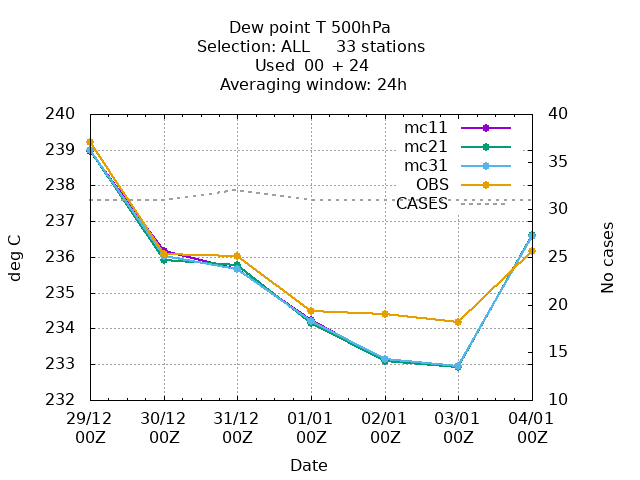 Dew point T 500hPa
Selection: ALL 33 stations
Used 00 + 24
Averaging window: 24h
240
239
238
237
236
235
234
233
232
deg C
40
35
30
25
20
15
10
No cases
mc11
mc21
mc31
OBS
CASES
29/12 30/12 31/12 01/01 02/01 03/01 04/01
00Z 00Z 00Z 00Z 00Z 00Z 00Z
Date